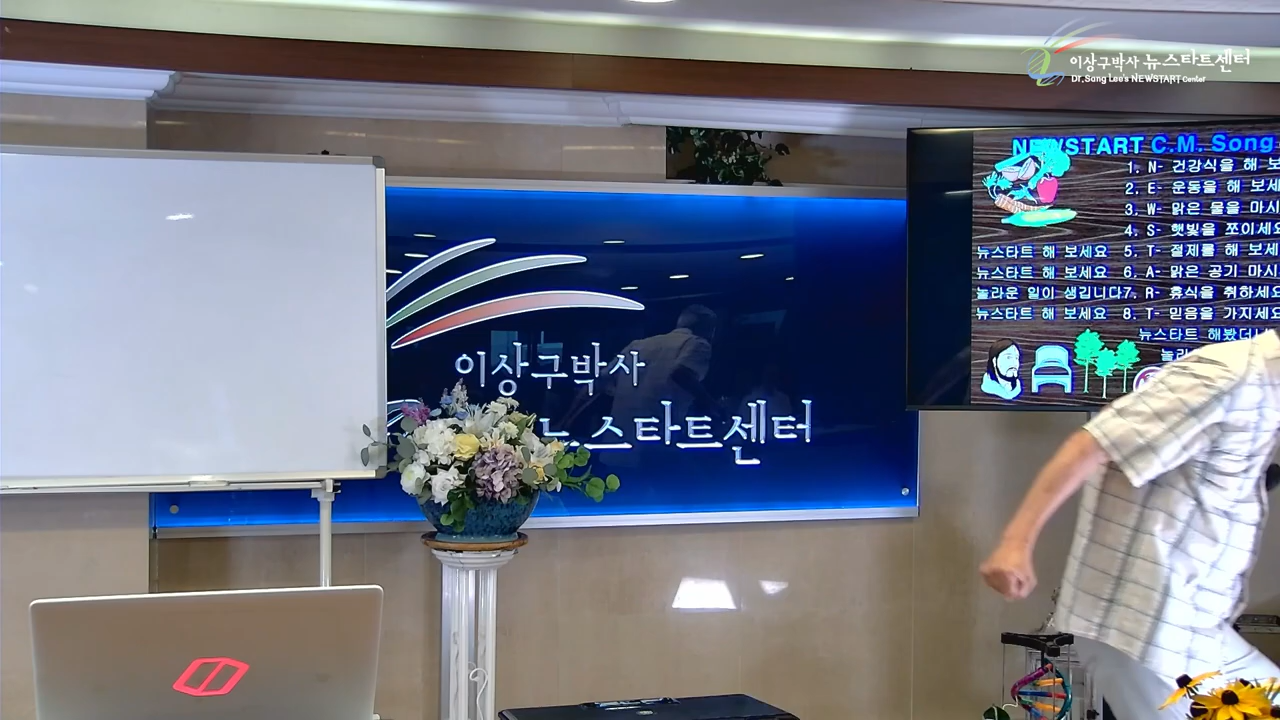 이상구박사 뉴스타트센터
Dr. Sang Lee's NEWSTART Center
NEWSTART C.M. Song
1. N- 건강식을 해 보
2. E- 운동을 해 보세
3. W- 맑은 물을 마시
4. S- 햇빛을 쪼이세요
뉴스타트 해 보세요 5. T- 절제를 해 보세
뉴스타트 해 보세요 6. A- 맑은 공기 마시
놀라운 일이 생깁니다7. R- 휴식을 취하세요
뉴스타트 해 보세요 8. T- 믿음을 가지세요
뉴스타트 해봤더니
놀라
이상구박사
뉴스타트센터